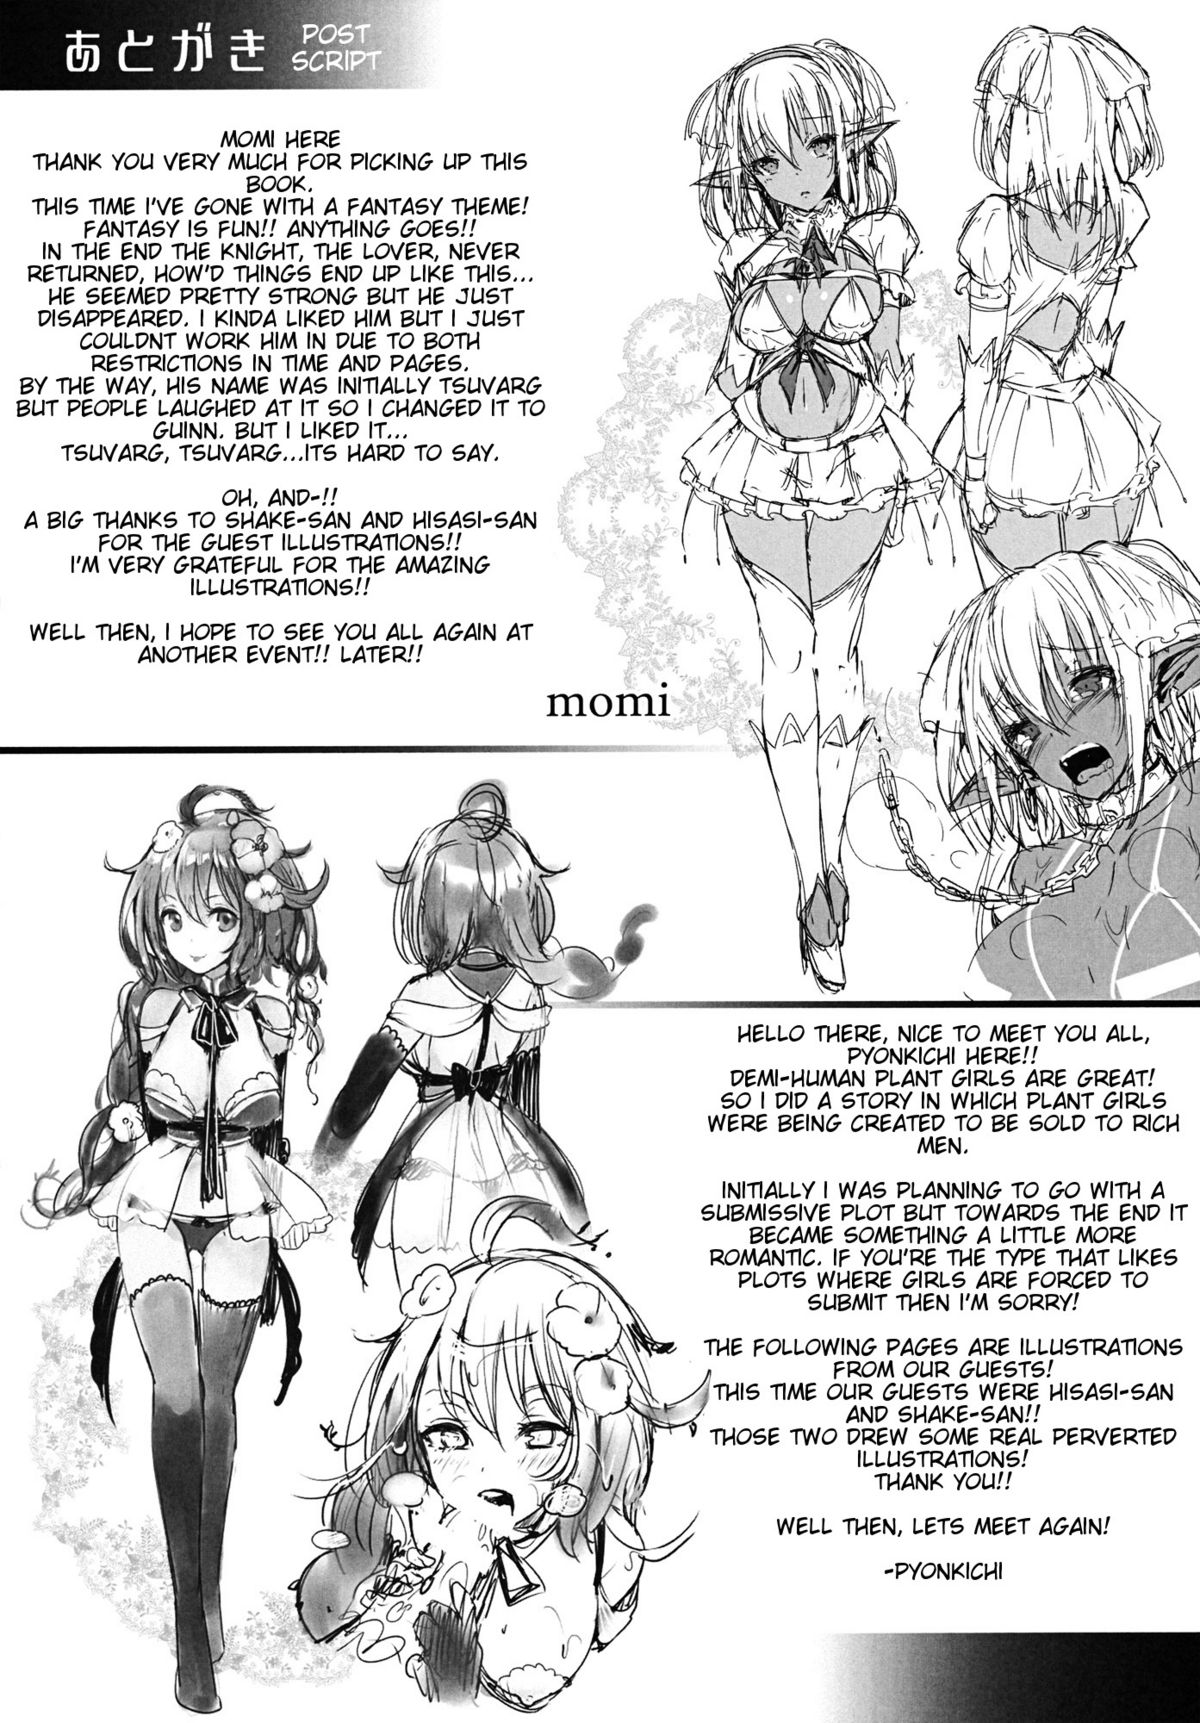 あとがき
POST
SCRIPT
MOMI HERE
THANK YOU VERY MUCH FOR PICKING UP THIS
BOOK.
THIS TIME I'VE GONE WITH A FANTASY THEME!
FANTASY IS FUN!! ANYTHING GOES!!
IN THE END THE KNIGHT, THE LOVER, NEVER
RETURNED, HOW'D THINGS END UP LIKE THIS...
HE SEEMED PRETTY STRONG BUT HE JUST
DISAPPEARED. I KINDA LIKED HIM BUT I JUST
COULDNT WORK HIM IN DUE TO BOTH
RESTRICTIONS IN TIME AND PAGES.
BY THE WAY, HIS NAME WAS INITIALLY TSUVARG
BUT PEOPLE LAUGHED AT IT SO I CHANGED IT TO
GUINN. BUT I LIKED IT...
TSUVARG, TSUVARG...ITS HARD TO SAY.
OH, AND-!!
A BIG THANKS TO SHAKE-SAN AND HISASI-SAN
FOR THE GUEST ILLUSTRATIONS!!
I'M VERY GRATEFUL FOR THE AMAZING
ILLUSTRATIONS!!
WELL THEN, I HOPE TO SEE YOU ALL AGAIN AT
ANOTHER EVENT!! LATER!!
momi
HELLO THERE, NICE TO MEET YOU ALL,
PYONKICHI HERE!!
DEMI-HUMAN PLANT GIRLS ARE GREAT!
SO I DID A STORY IN WHICH PLANT GIRLS
WERE BEING CREATED TO BE SOLD TO RICH
MEN.
INITIALLY I WAS PLANNING TO GO WITH A
SUBMISSIVE PLOT BUT TOWARDS THE END IT
BECAME SOMETHING A LITTLE MORE
ROMANTIC. IF YOU'RE THE TYPE THAT LIKES
PLOTS WHERE GIRLS ARE FORCED TO
SUBMIT THEN I'M SORRY!
THE FOLLOWING PAGES ARE ILLUSTRATIONS
FROM OUR GUESTS!
THIS TIME OUR GUESTS WERE HISASI-SAN
AND SHAKE-SAN!!
THOSE TWO DREW SOME REAL PERVERTED
ILLUSTRATIONS!
THANK YOU!!
WELL THEN, LETS MEET AGAIN!
-PYONKICHI